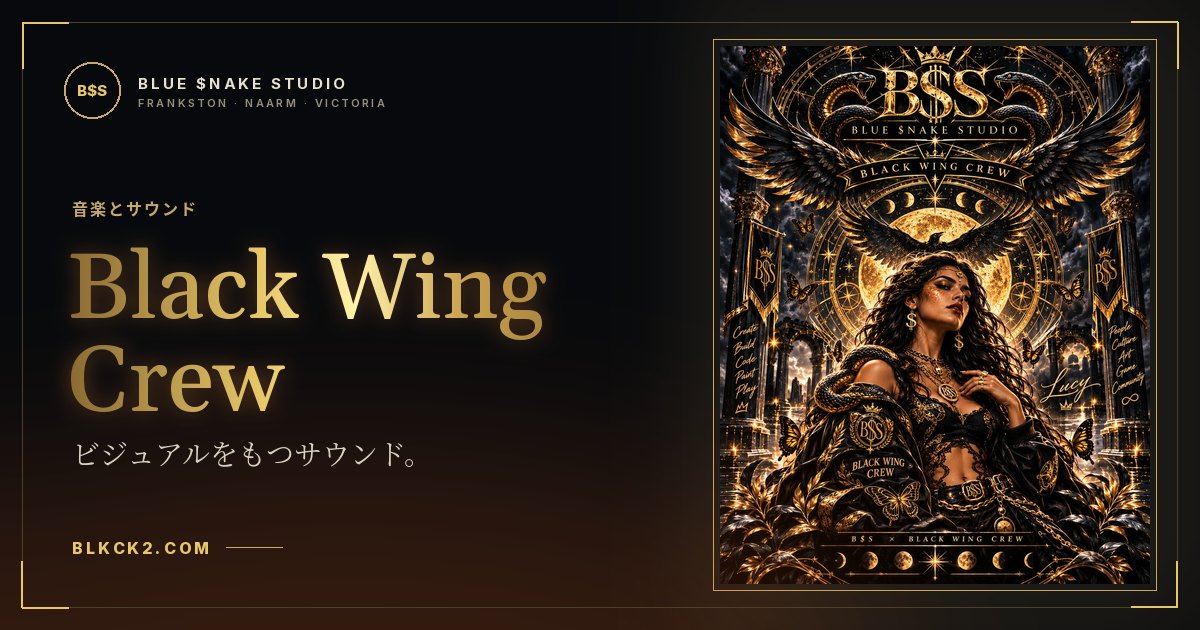 B$S
BLUE $NAKE STUDIO
FRANKSTON · NAARM · VICTORIA
音楽とサウンド
Black Wing
Crew
ビジュアルをもつサウンド。
BLKCK2.COM
B$S
BLUE $NAKE STUDIO
BLACK WING CREW
B$S
B$S
Create
Build
Code
Paint
Play
People
Culture
Art
Game
Community
∞
Lucy
B$S
B$S
BLACK WING
CREW
B$S
B$S × BLACK WING CREW